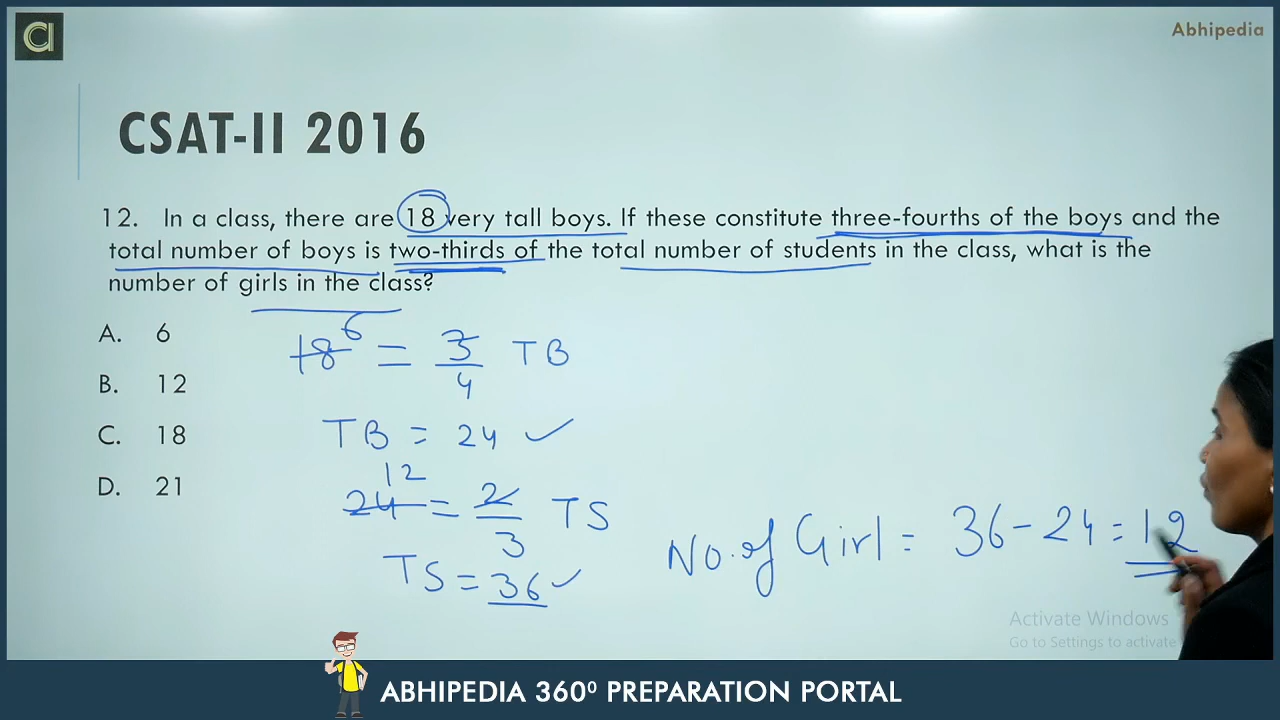 Abhipedia
CSAT-II 2016
12. In a class, there are 18 very tall boys. If these constitute three-fourths of the boys and the
total number of boys is two-thirds of the total number of students in the class, what is the
number of girls in the class?
A. 6
B. 12
C. 18
D. 21
18 6 = 3/4 TB
TB = 24 ✓
12
24 = 2/3 TS
TS = 36 ✓
No. of Girl = 36 - 24 = 12
Activate Windows
Go to Settings to activate
ABHIPEDIA 360⁰ PREPARATION PORTAL